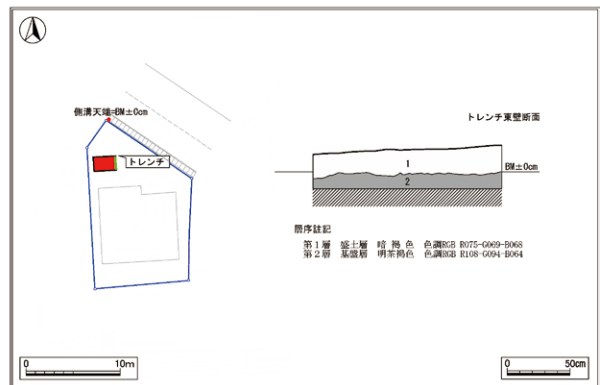 側溝天端=BM±0cm
トレンチ
トレンチ東壁断面
1
BM±0cm
2
層序註記
第1層 盛土層 暗 褐 色 色調RGB R075-G069-B068
第2層 基盤層 明茶褐色 色調RGB R108-G094-B064
0 10m
0 50cm